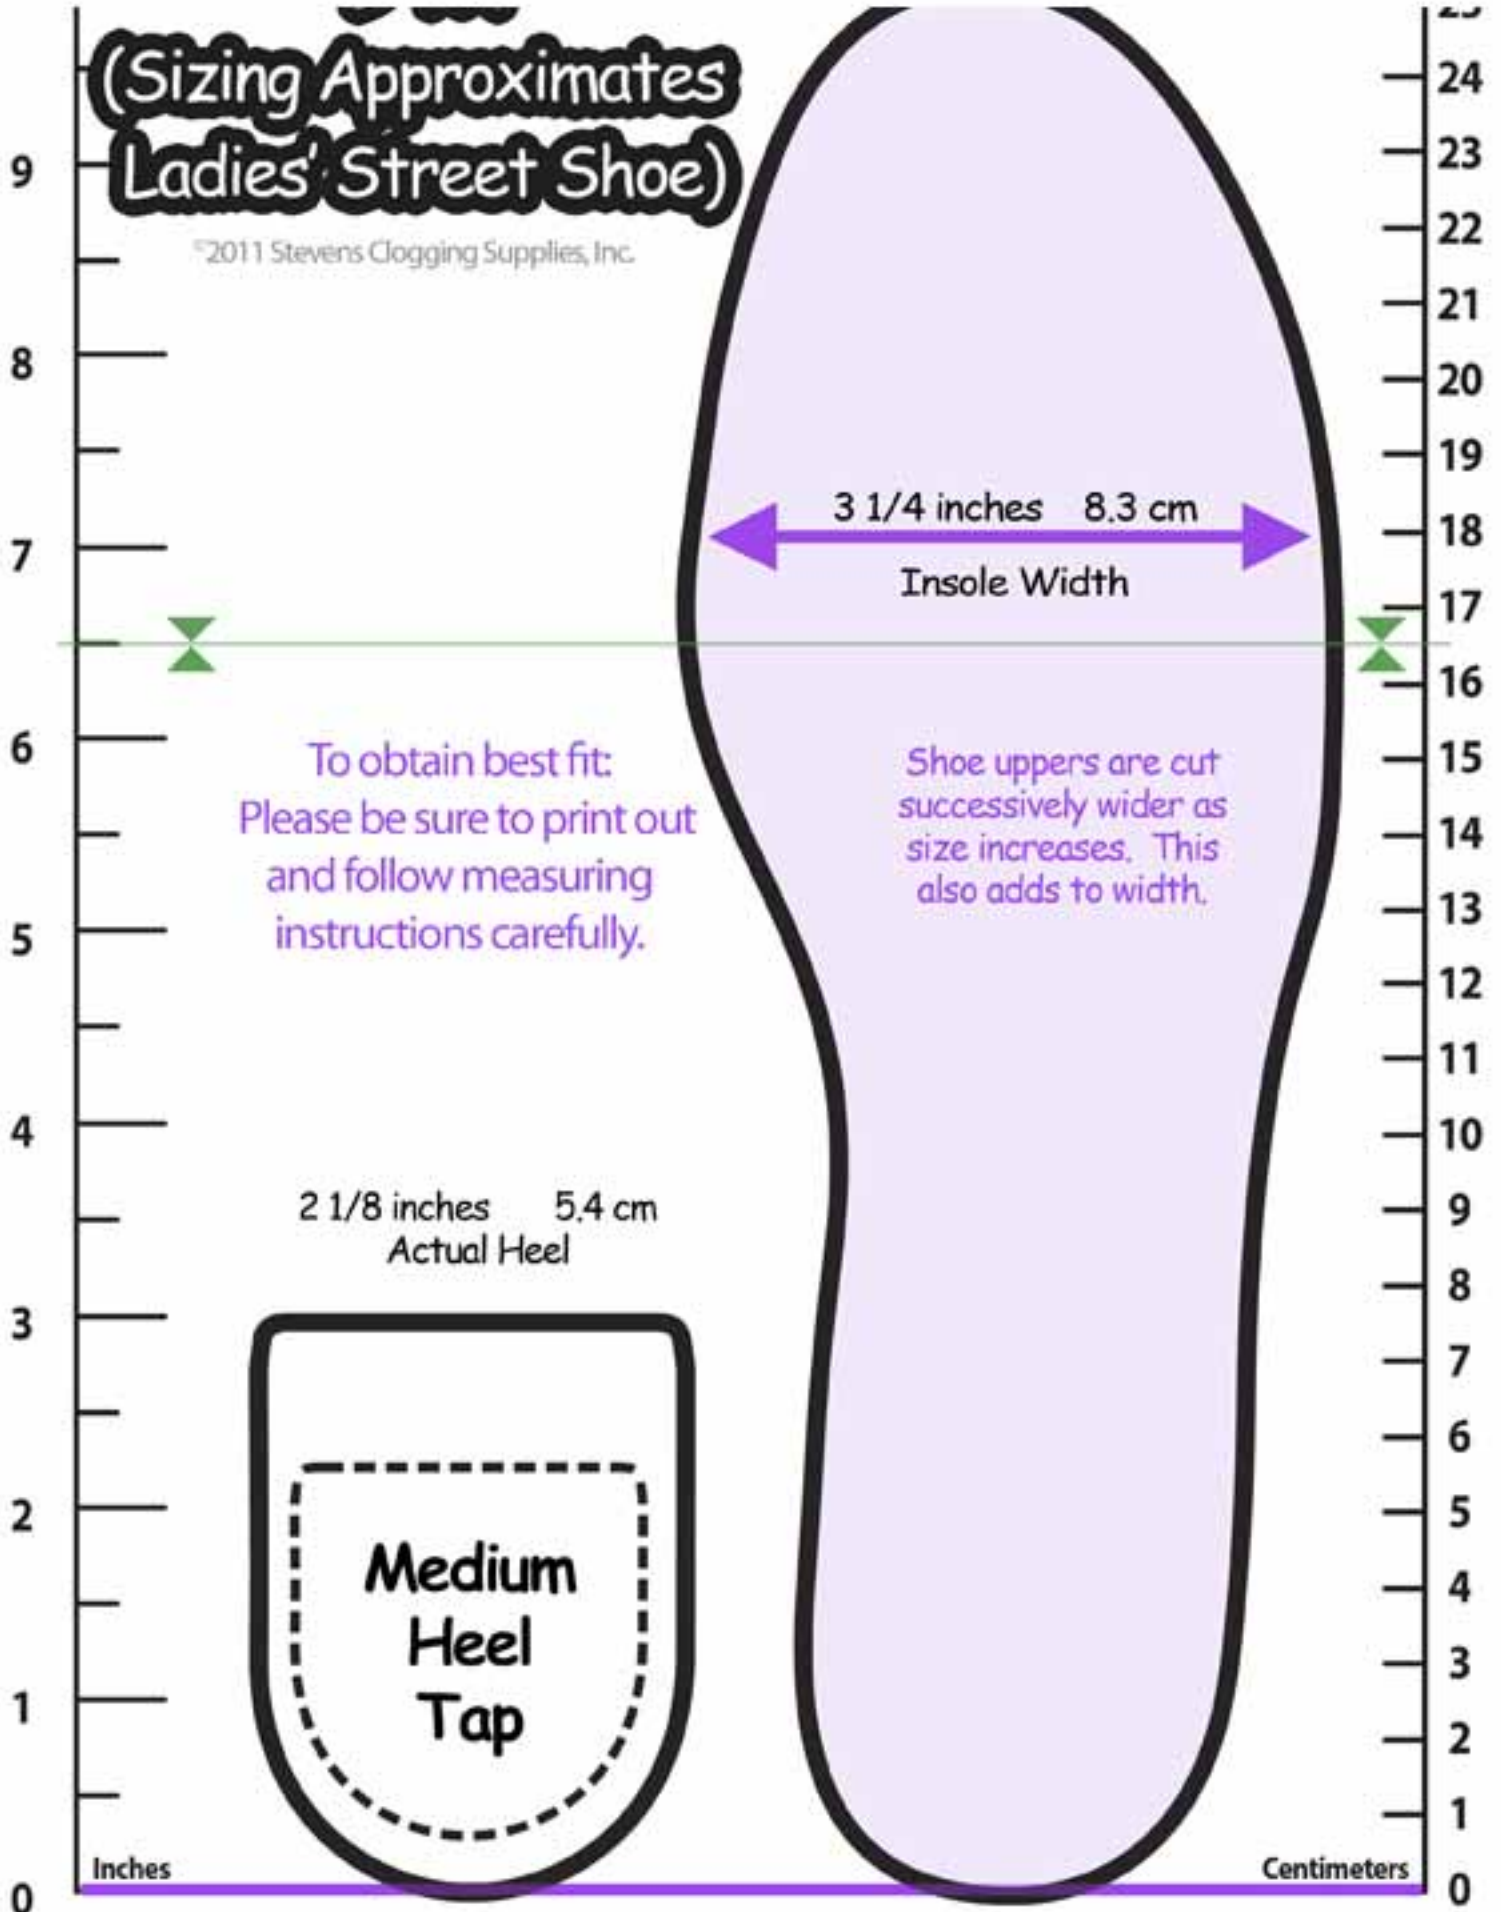 (Sizing Approximates
Ladies' Street Shoe)
©2011 Stevens Clogging Supplies, Inc.
3 1/4 inches 8.3 cm
Insole Width
To obtain best fit:
Please be sure to print out
and follow measuring
instructions carefully.
Shoe uppers are cut
successively wider as
size increases. This
also adds to width.
2 1/8 inches 5.4 cm
Actual Heel
Medium
Heel
Tap
Inches
Centimeters
9
8
7
6
5
4
3
2
1
0
24
23
22
21
20
19
18
17
16
15
14
13
12
11
10
9
8
7
6
5
4
3
2
1
0